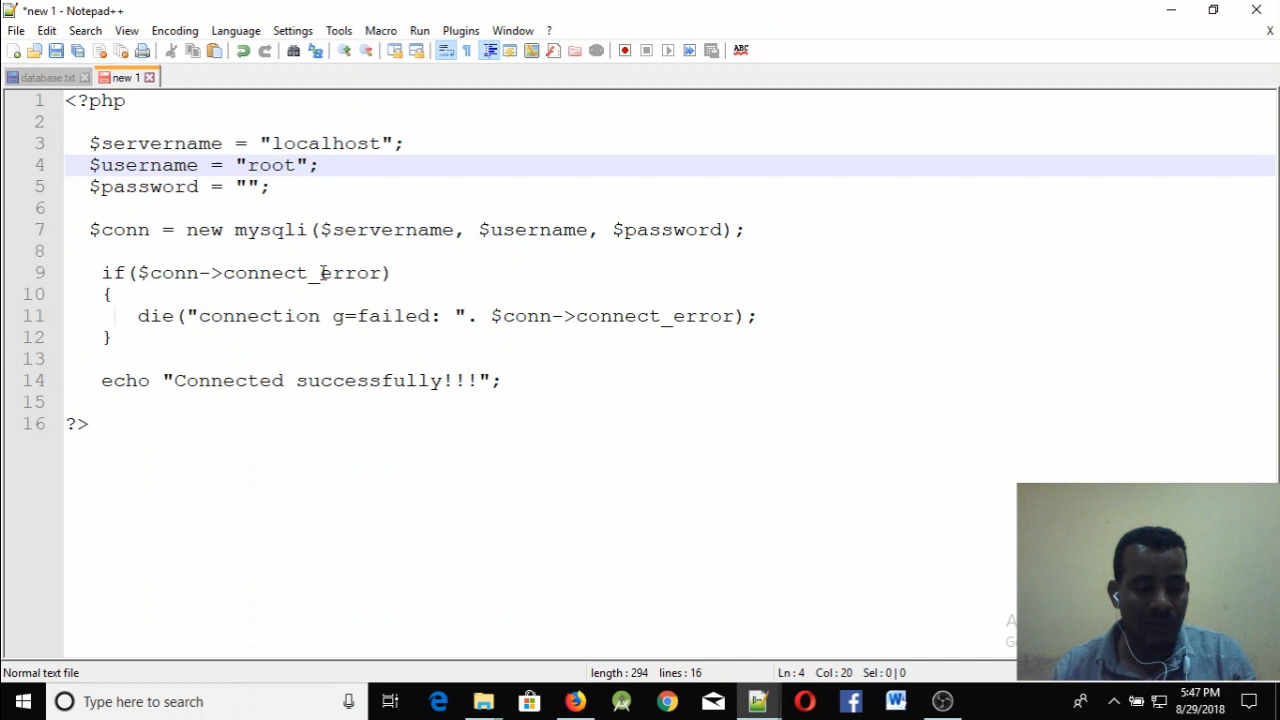 *new 1 - Notepad++
File Edit Search View Encoding Language Settings Tools Macro Run Plugins Window ? X
ABC
database.txt new 1
1 <?php
2
3 $servername = "localhost";
4 $username = "root";
5 $password = "";
6
7 $conn = new mysqli($servername, $username, $password);
8
9 if($conn->connect_error)
10 {
11 die("connection g=failed: ". $conn->connect_error);
12 }
13
14 echo "Connected successfully!!!";
15
16 ?>
Normal text file length : 294 lines : 16 Ln : 4 Col : 20 Sel : 0 | 0
Type here to search
5:47 PM
8/29/2018